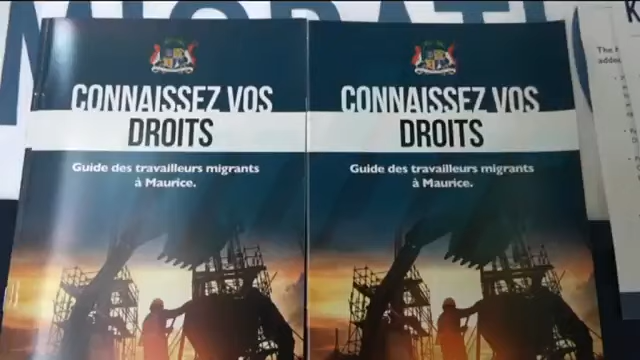 CONNAISSEZ VOS
DROITS
Guide des travailleurs migrants
à Maurice.
CONNAISSEZ VOS
DROITS
Guide des travailleurs migrants
à Maurice.